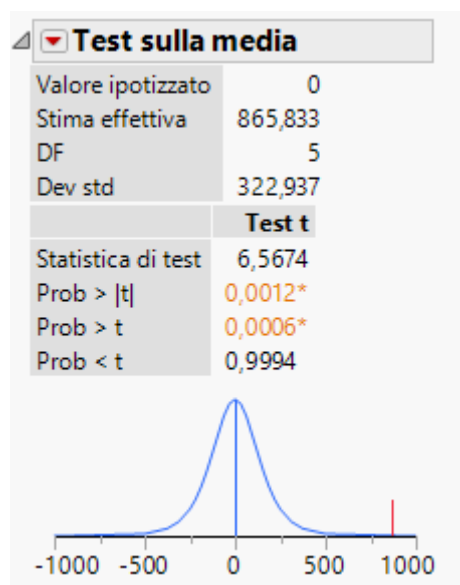 Test sulla media
Valore ipotizzato 0
Stima effettiva 865,833
DF 5
Dev std 322,937
Test t
Statistica di test 6,5674
Prob > |t| 0,0012*
Prob > t 0,0006*
Prob < t 0,9994
-1000 -500 0 500 1000